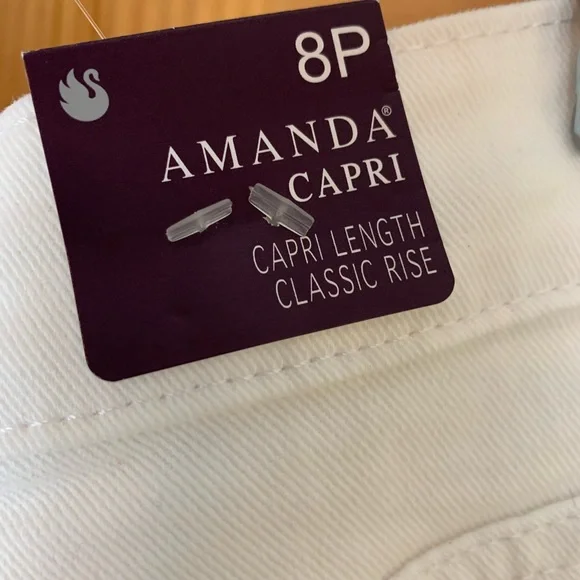 8P
AMANDA®
CAPRI
CAPRI LENGTH
CLASSIC RISE